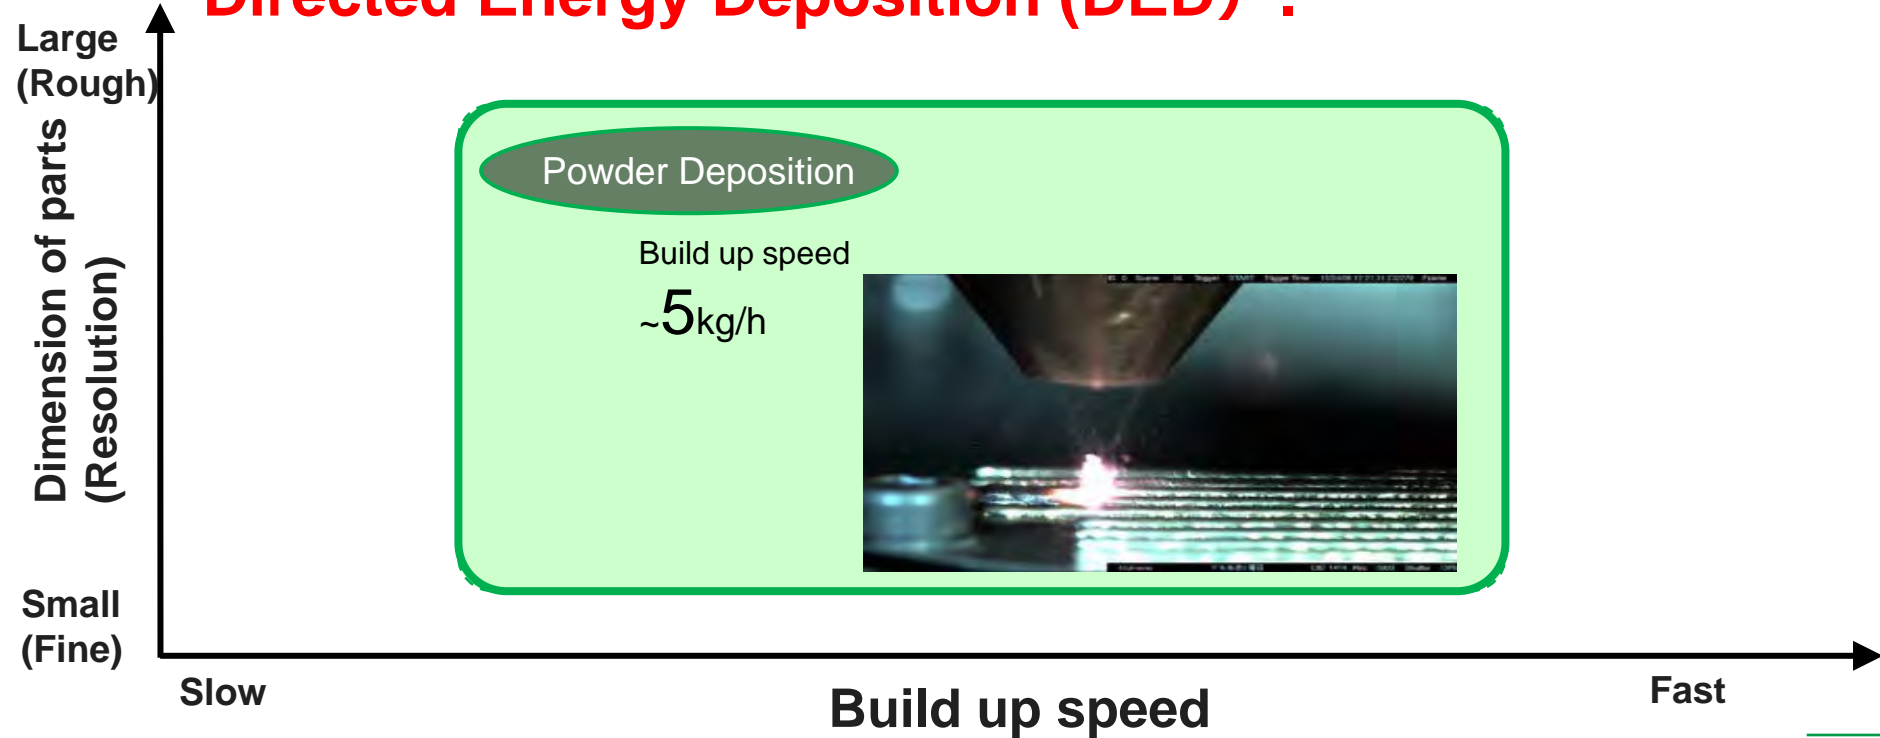 Directed Energy Deposition (DED) :
Large
(Rough)
Dimension of parts
(Resolution)
Powder Deposition
Build up speed
~5kg/h
Small
(Fine)
Slow
Build up speed
Fast